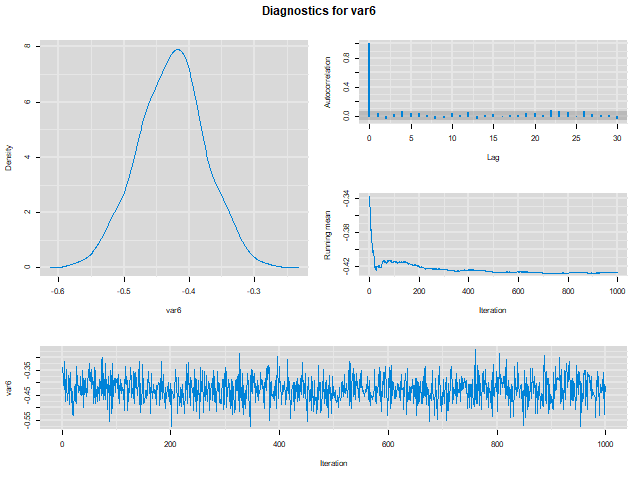 Diagnostics for var6
Density
0 2 4 6 8
-0.6 -0.5 -0.4 -0.3
var6
Autocorrelation
0.0 0.4 0.8
0 5 10 15 20 25 30
Lag
Running mean
-0.42 -0.38 -0.34
0 200 400 600 800 1000
Iteration
var6
-0.55 -0.45 -0.35
0 200 400 600 800 1000
Iteration